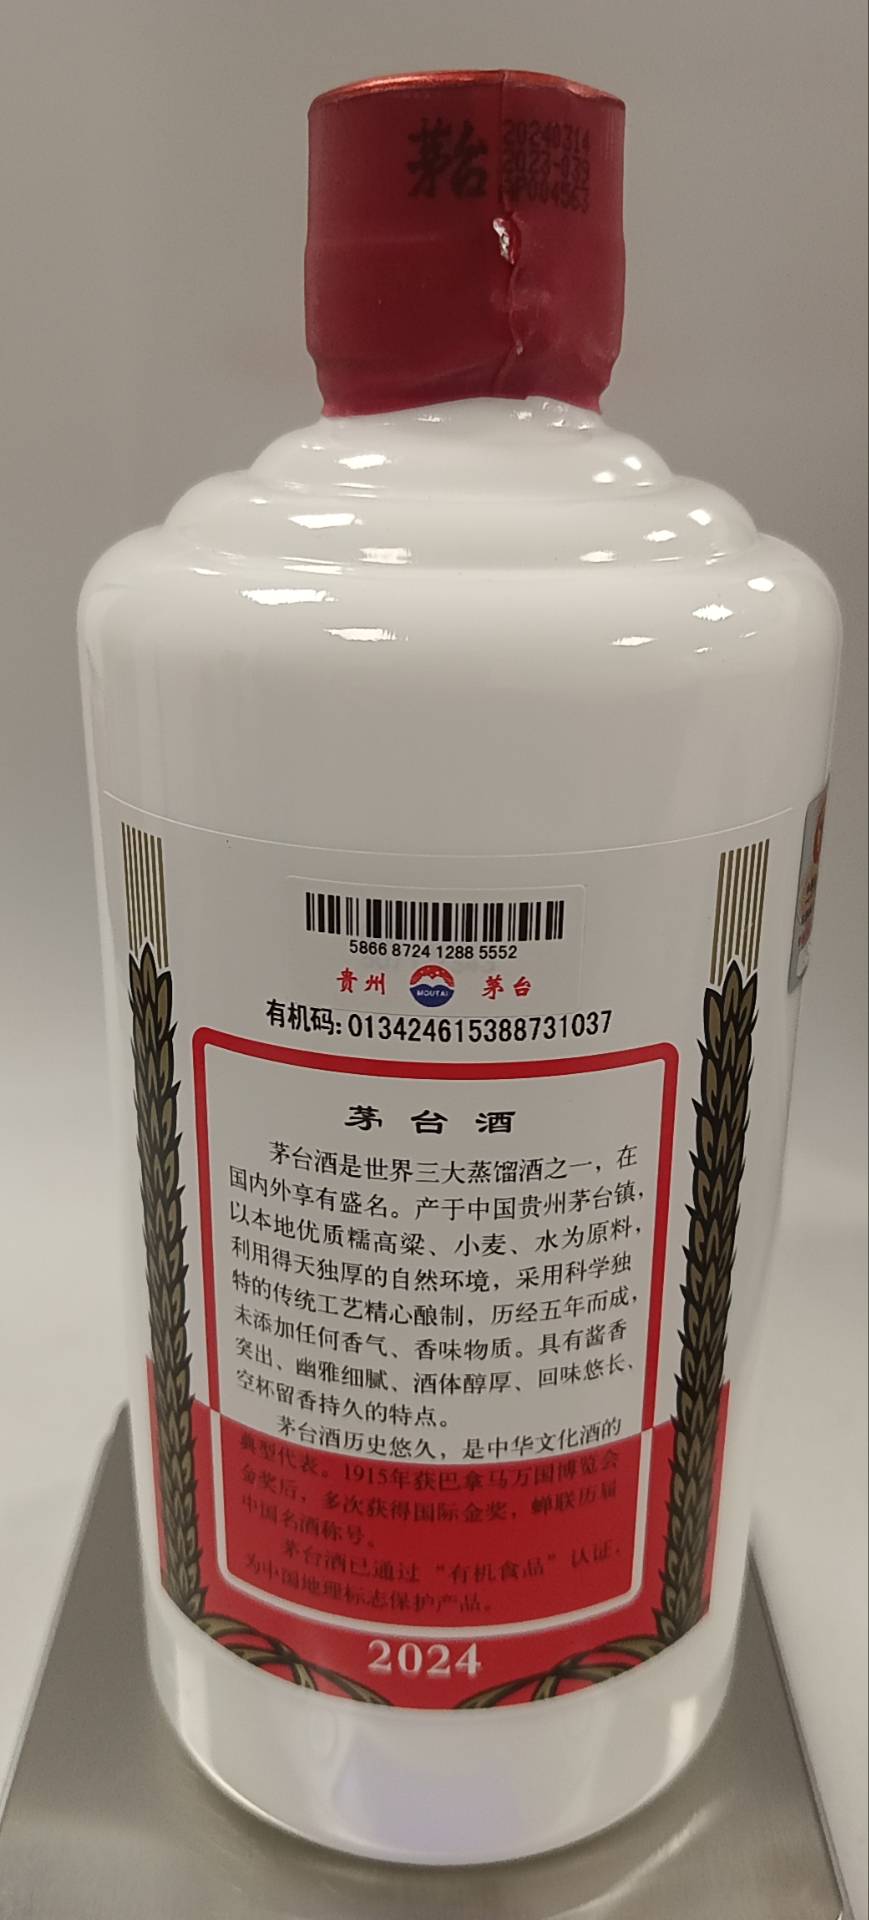 茅台
20240314
2023-039
004563
5866 8724 1288 5552
贵州 MOUTAI 茅台
有机码:013424615388731037
茅台酒
茅台酒是世界三大蒸馏酒之一，在
国内外享有盛名。产于中国贵州茅台镇，
以本地优质糯高粱、小麦、水为原料，
利用得天独厚的自然环境，采用科学独
特的传统工艺精心酿制，历经五年而成，
未添加任何香气、香味物质。具有酱香
突出、幽雅细腻、酒体醇厚、回味悠长、
空杯留香持久的特点。
茅台酒历史悠久，是中华文化酒的
典型代表。1915年获巴拿马万国博览会
金奖后，多次获得国际金奖，蝉联历届
中国名酒称号。
茅台酒已通过“有机食品”认证，
为中国地理标志保护产品。
2024